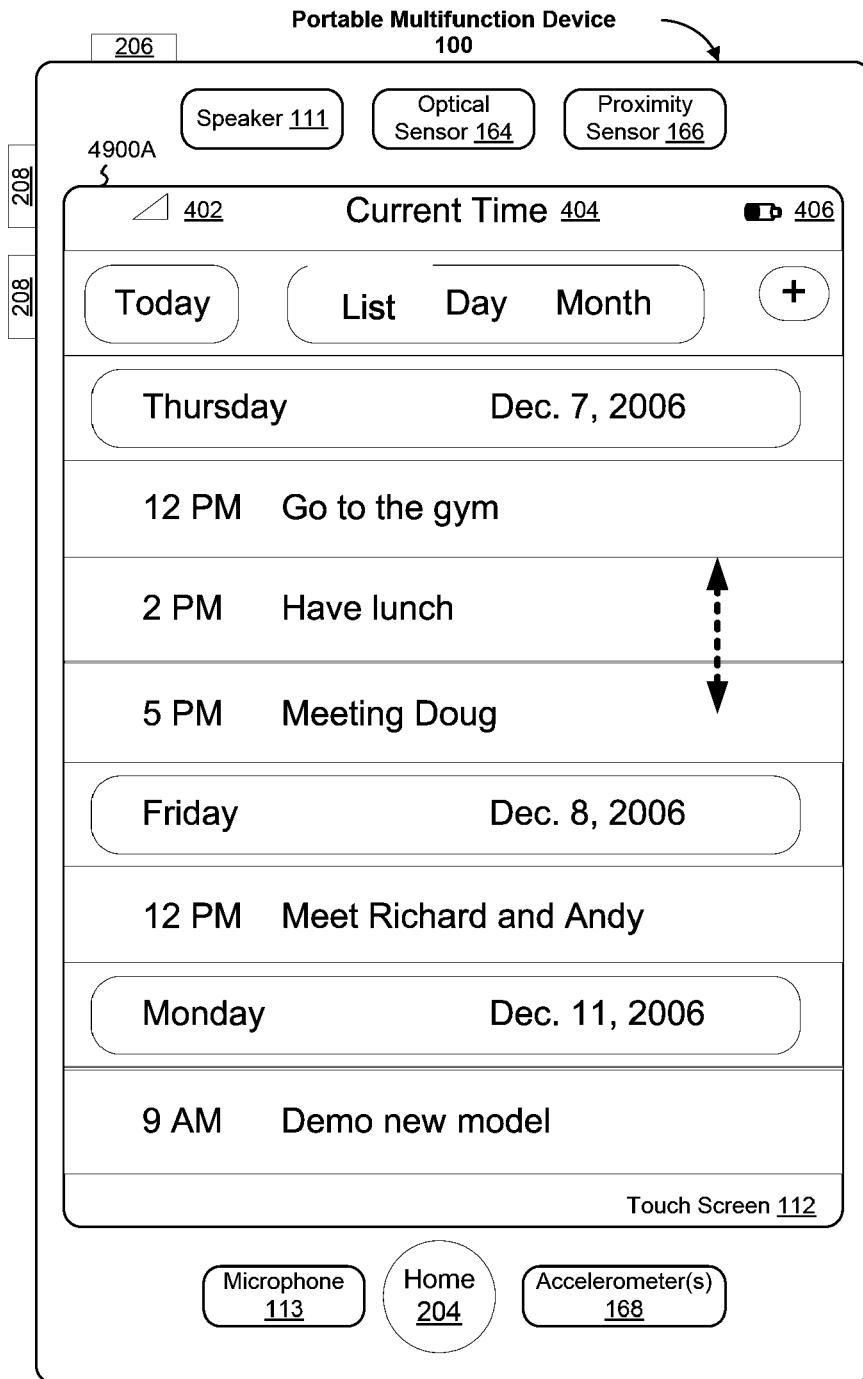 Portable Multifunction Device
100
206
Speaker 111
Optical
Sensor 164
Proximity
Sensor 166
4900A
208
208
402
Current Time 404
406
Today
List Day Month
+
Thursday Dec. 7, 2006
12 PM Go to the gym
2 PM Have lunch
5 PM Meeting Doug
Friday Dec. 8, 2006
12 PM Meet Richard and Andy
Monday Dec. 11, 2006
9 AM Demo new model
Touch Screen 112
Microphone
113
Home
204
Accelerometer(s)
168